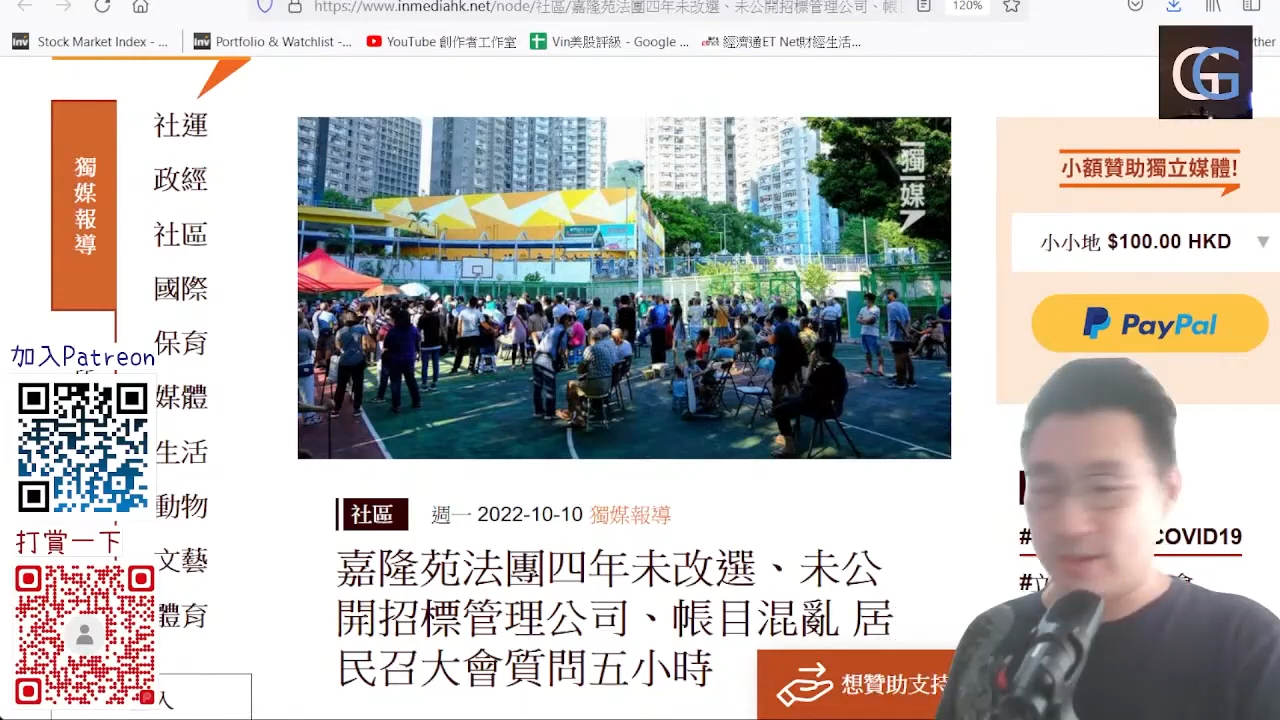 https://www.inmediahk.net/node/社區/嘉隆苑法團四年未改選、未公開招標管理公司、帳
120%
Stock Market Index - ...
Portfolio & Watchlist -...
YouTube 創作者工作室
Vin美股評級 - Google ...
經濟通ET Net財經生活...
ther
GG
獨媒報導
社運
政經
社區
國際
保育
媒體
生活
動物
文藝
體育
加入Patreon
打賞一下
入
獨媒
小額贊助獨立媒體!
小小地 $100.00 HKD
PayPal
社區 週一 2022-10-10 獨媒報導
嘉隆苑法團四年未改選、未公
開招標管理公司、帳目混亂 居
民召大會質問五小時
想贊助支持
COVID19